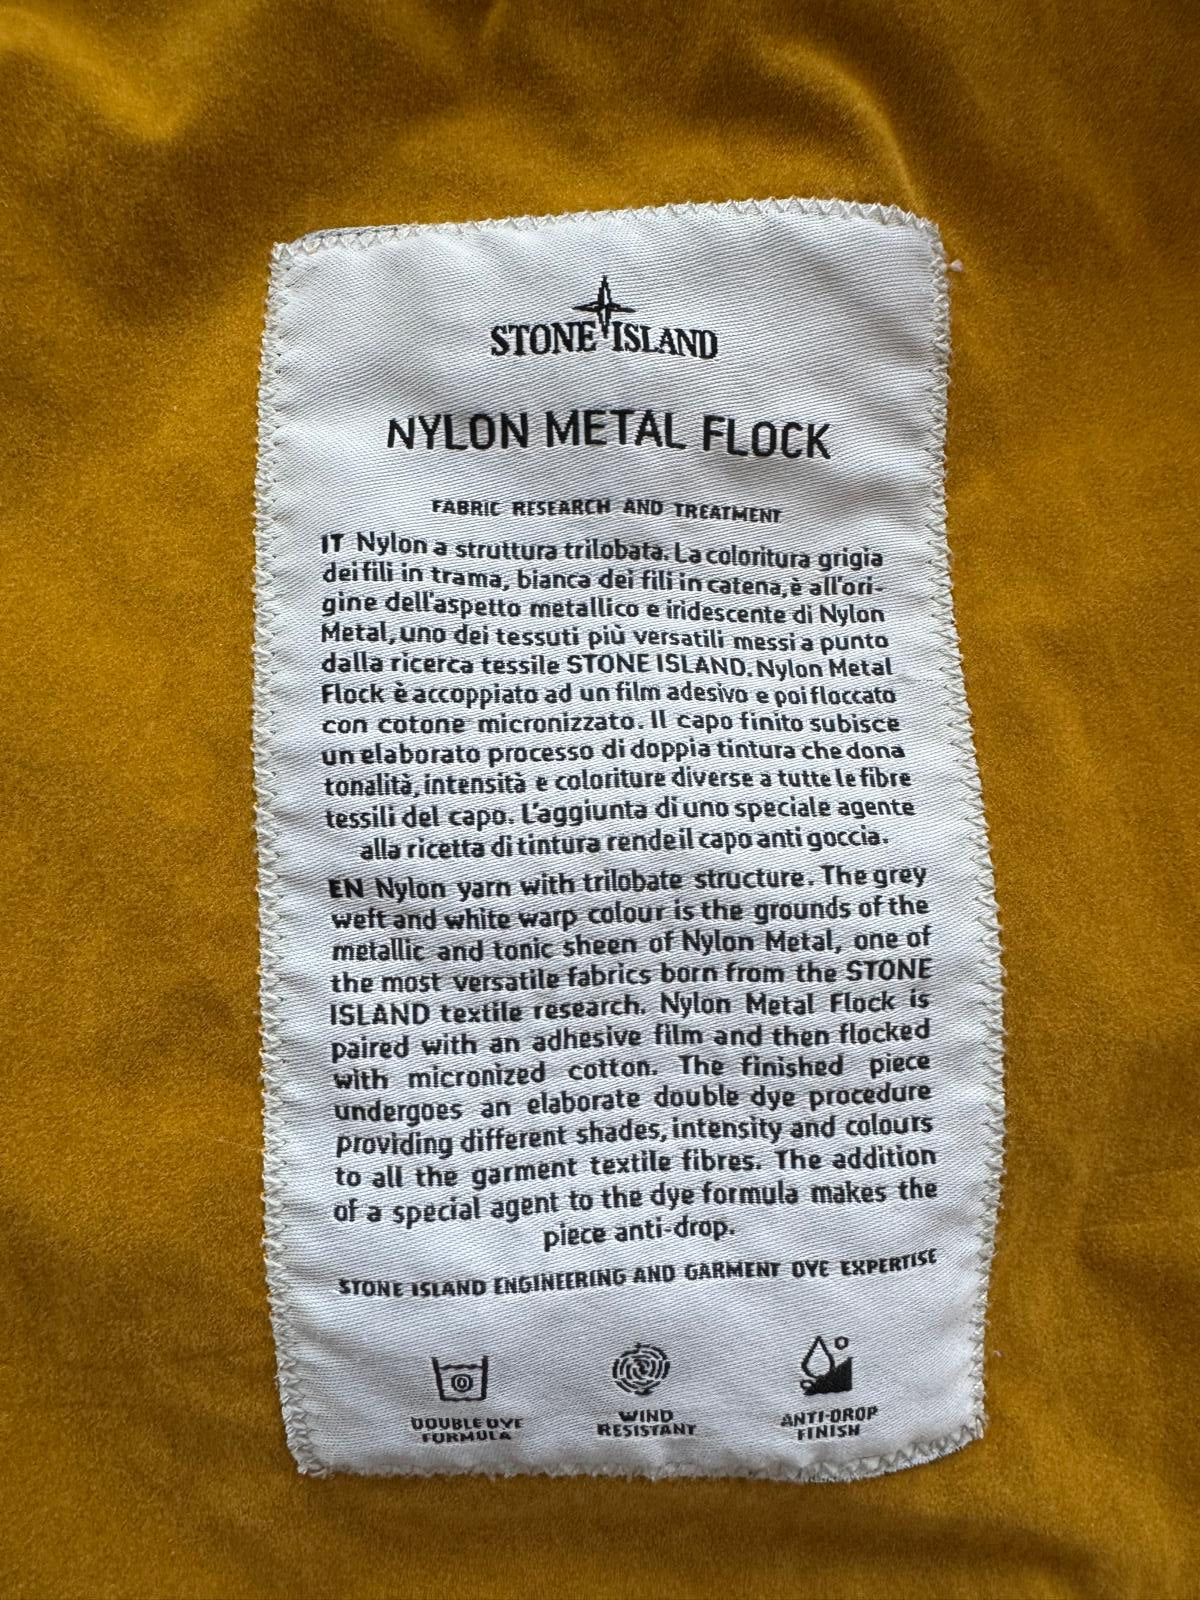 STONE ISLAND
NYLON METAL FLOCK
FABRIC RESEARCH AND TREATMENT
IT Nylon a struttura trilobata. La coloritura grigia
dei fili in trama, bianca dei fili in catena, è all'ori-
gine dell'aspetto metallico e iridescente di Nylon
Metal, uno dei tessuti più versatili messi a punto
dalla ricerca tessile STONE ISLAND. Nylon Metal
Flock è accoppiato ad un film adesivo e poi floccato
con cotone micronizzato. Il capo finito subisce
un elaborato processo di doppia tintura che dona
tonalità, intensità e coloriture diverse a tutte le fibre
tessili del capo. L'aggiunta di uno speciale agente
alla ricetta di tintura rende il capo anti goccia.
EN Nylon yarn with trilobate structure. The grey
weft and white warp colour is the grounds of the
metallic and tonic sheen of Nylon Metal, one of
the most versatile fabrics born from the STONE
ISLAND textile research. Nylon Metal Flock is
paired with an adhesive film and then flocked
with micronized cotton. The finished piece
undergoes an elaborate double dye procedure
providing different shades, intensity and colours
to all the garment textile fibres. The addition
of a special agent to the dye formula makes the
piece anti-drop.
STONE ISLAND ENGINEERING AND GARMENT DYE EXPERTISE
DOUBLE DYE
FORMULA
WIND
RESISTANT
ANTI-DROP
FINISH